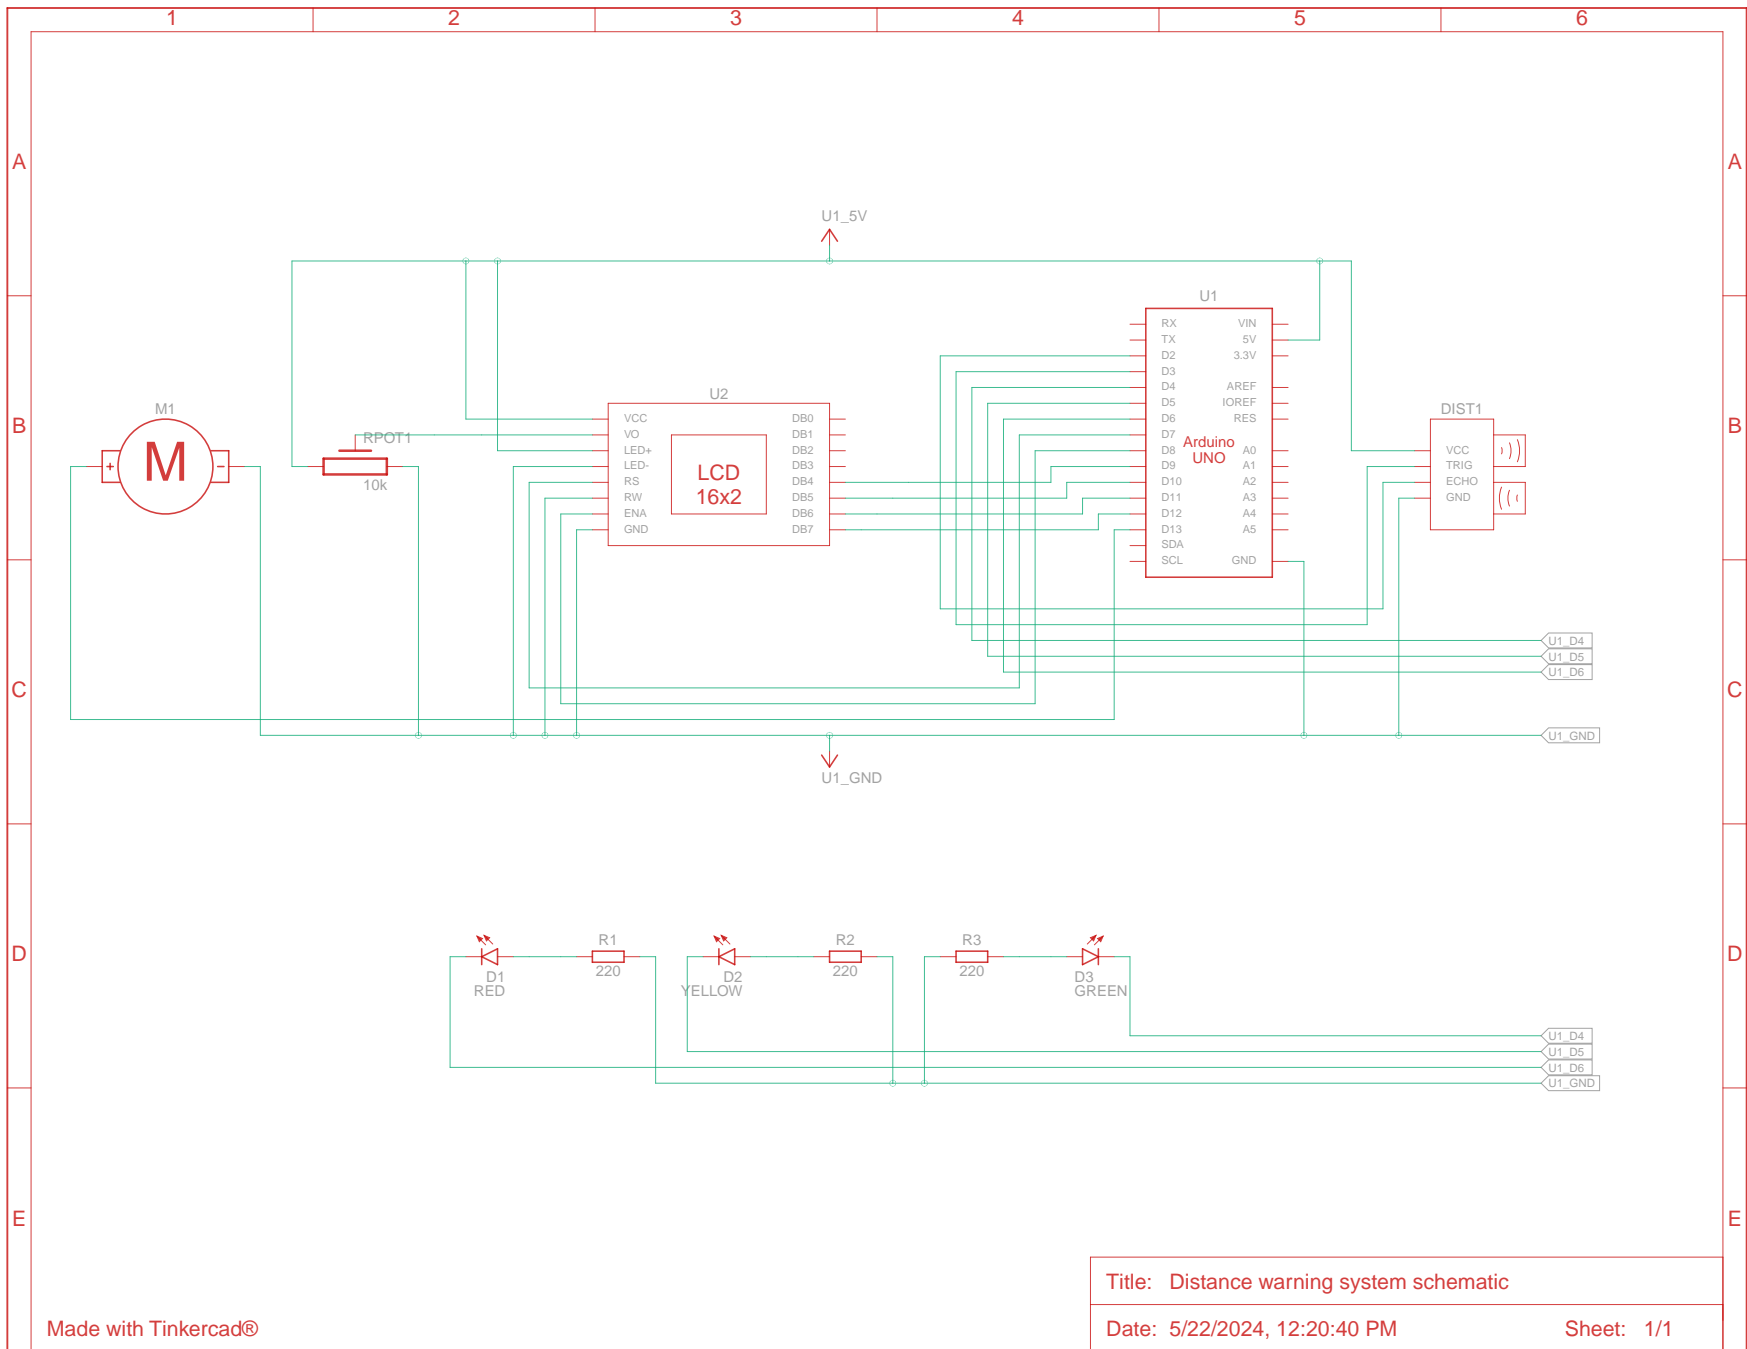 1 2 3 4 5 6
A A
U1_5V
U1
RX VIN
TX 5V
D2 3.3V
D3
D4 AREF
D5 IOREF
D6 RES
D7
D8 A0
D9 A1
D10 A2
D11 A3
D12 A4
D13 A5
SDA
SCL GND
Arduino
UNO
B B
M1
+ M -
RPOT1
10k
U2
VCC DB0
VO DB1
LED+ DB2
LED- DB3
RS DB4
RW DB5
ENA DB6
GND DB7
LCD
16x2
DIST1
VCC
TRIG
ECHO
GND
U1_D4
U1_D5
U1_D6
C C
U1_GND
U1_GND
D D
R1
220
D1
RED
R2
220
D2
YELLOW
R3
220
D3
GREEN
U1_D4
U1_D5
U1_D6
U1_GND
E E
Title: Distance warning system schematic
Made with Tinkercad®
Date: 5/22/2024, 12:20:40 PM Sheet: 1/1